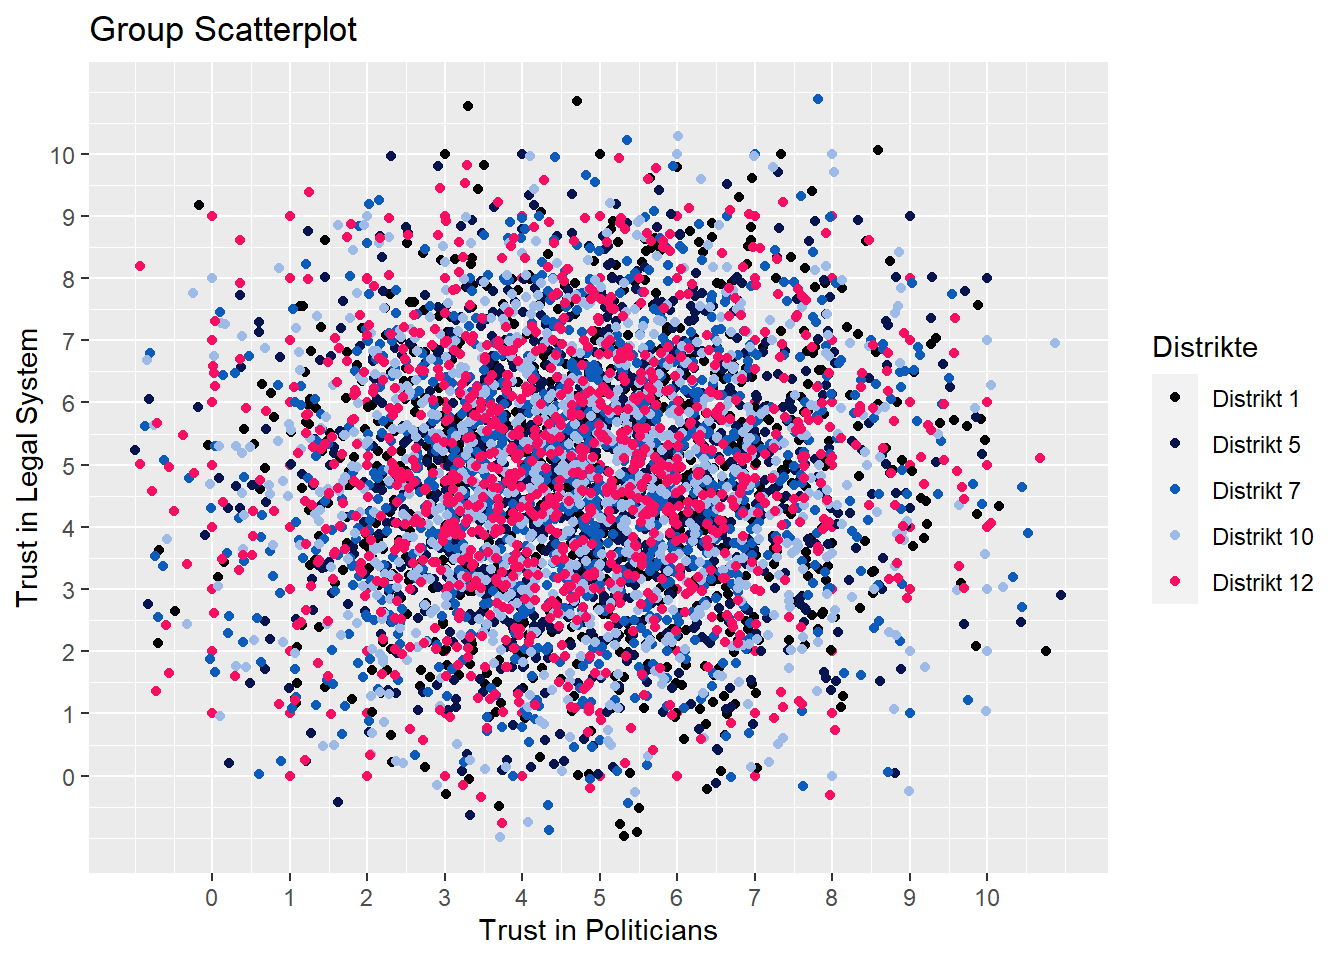 Group Scatterplot
10
9
8
7
6
5
4
3
2
1
0
Trust in Legal System
0 1 2 3 4 5 6 7 8 9 10
Trust in Politicians
Distrikte
Distrikt 1
Distrikt 5
Distrikt 7
Distrikt 10
Distrikt 12